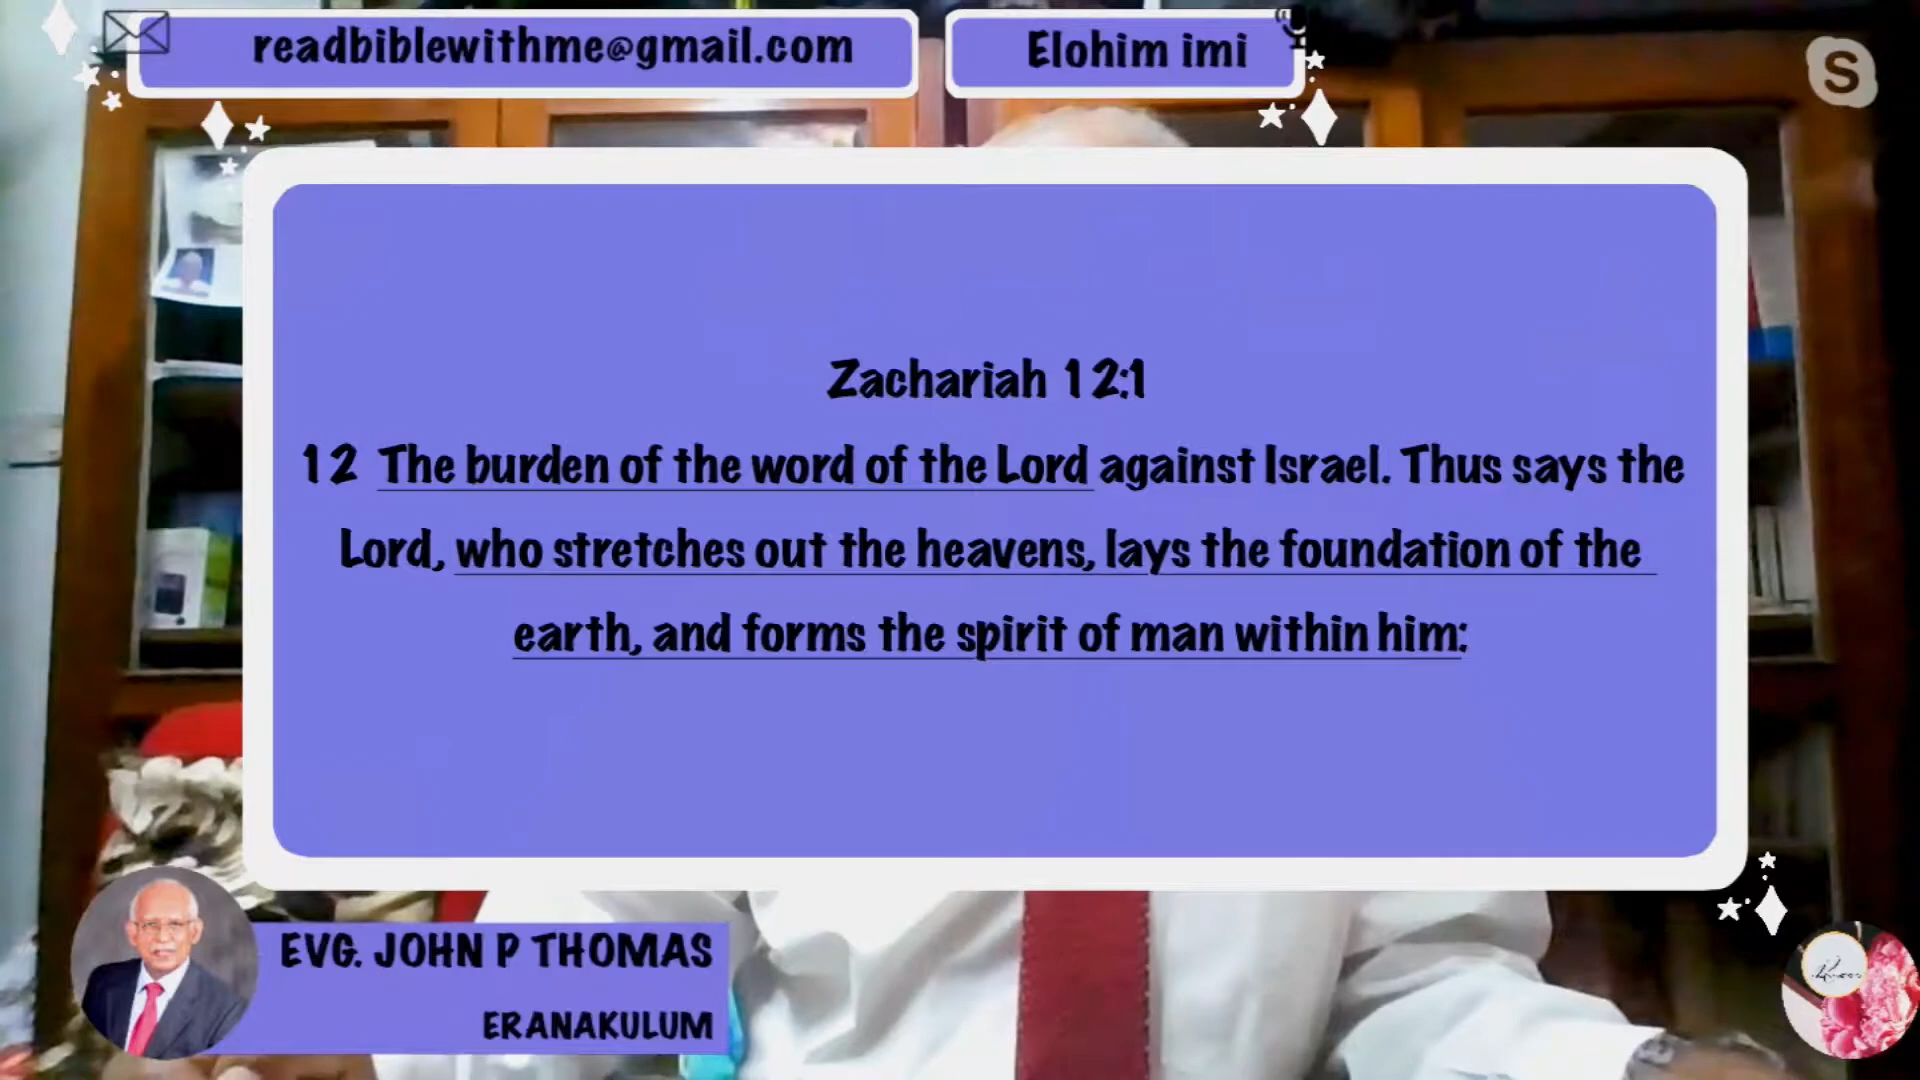 readbiblewithme@gmail.com
Elohim imi
S
Zachariah 12:1
12 The burden of the word of the Lord against Israel. Thus says the
Lord, who stretches out the heavens, lays the foundation of the
earth, and forms the spirit of man within him:
EVG. JOHN P THOMAS
ERANAKULUM